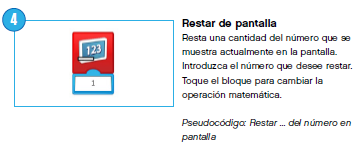 4
123
1
Restar de pantalla
Resta una cantidad del número que se
muestra actualmente en la pantalla.
Introduzca el número que desee restar.
Toque el bloque para cambiar la
operación matemática.
Pseudocódigo: Restar ... del número en
pantalla